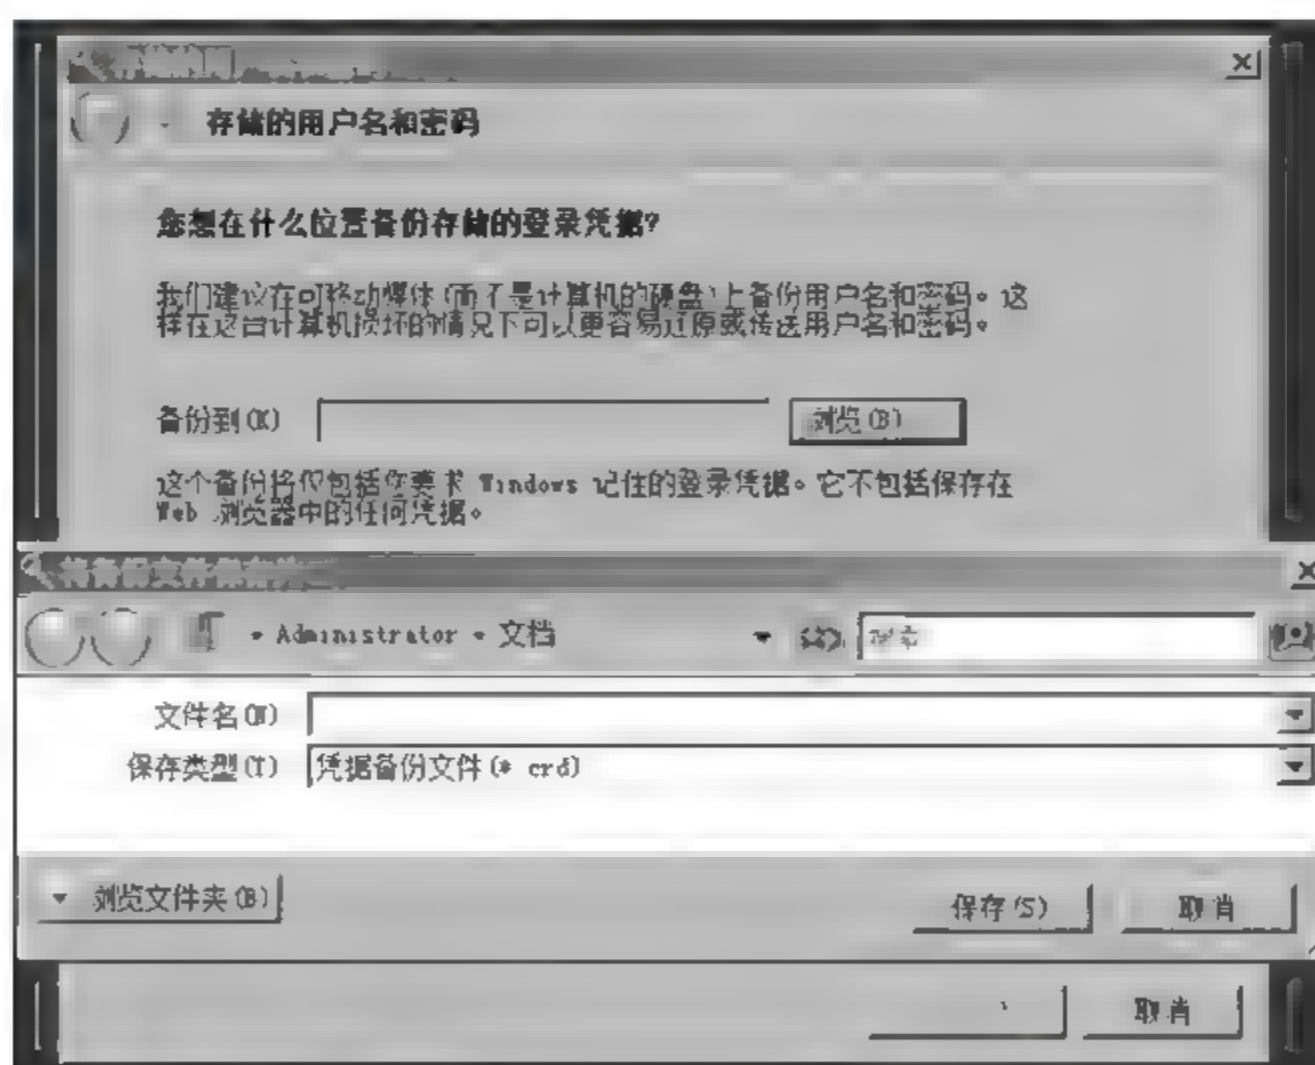 存储的用户名和密码
您想在什么位置备份存储的登录凭据?
我们建议在可移动媒体(而不是计算机的硬盘)上备份用户名和密码。这
样在这台计算机损坏的情况下可以更容易还原或传送用户名和密码。
备份到(K)
浏览(B)
这个备份将仅包括您要求 Windows 记住的登录凭据。它不包括保存在
Web 浏览器中的任何凭据。
将备份文件保存
Administrator 文档
文件名(N)
保存类型(T) 凭据备份文件(* crd)
浏览文件夹(B)
保存(S) 取消
取消